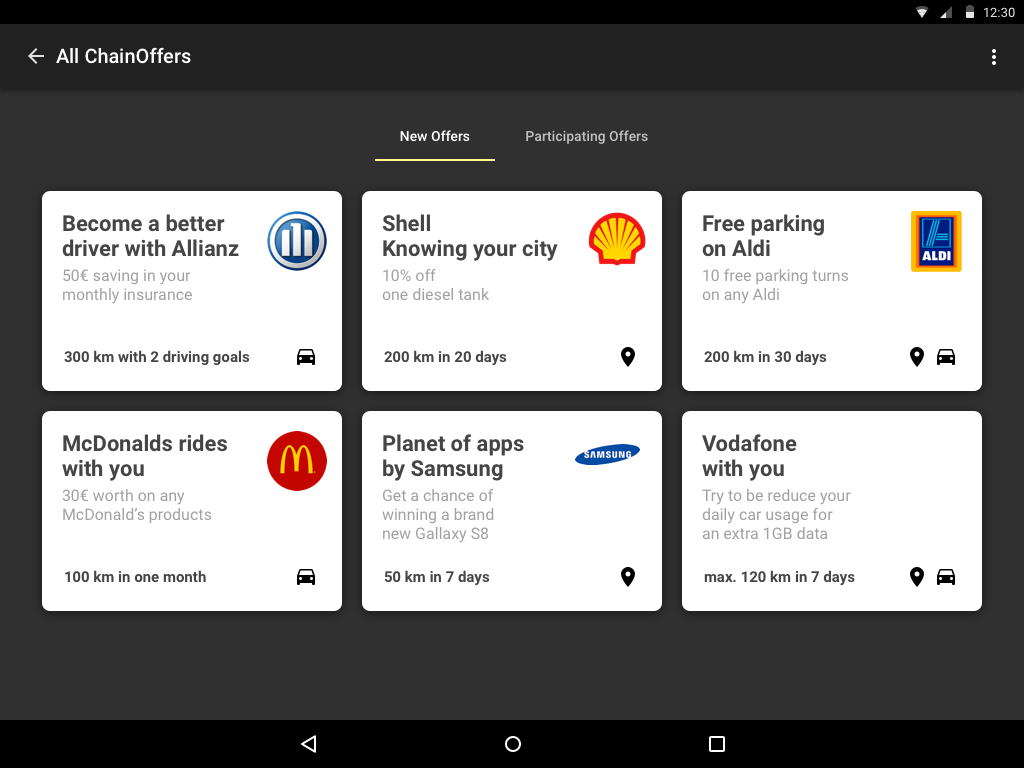 12:30
All ChainOffers
New Offers
Participating Offers
Become a better
driver with Allianz
50€ saving in your
monthly insurance
300 km with 2 driving goals
Shell
Knowing your city
10% off
one diesel tank
200 km in 20 days
Free parking
on Aldi
ALDI
10 free parking turns
on any Aldi
200 km in 30 days
McDonalds rides
with you
30€ worth on any
McDonald’s products
100 km in one month
Planet of apps
by Samsung
SAMSUNG
Get a chance of
winning a brand
new Gallaxy S8
50 km in 7 days
Vodafone
with you
Try to be reduce your
daily car usage for
an extra 1GB data
max. 120 km in 7 days